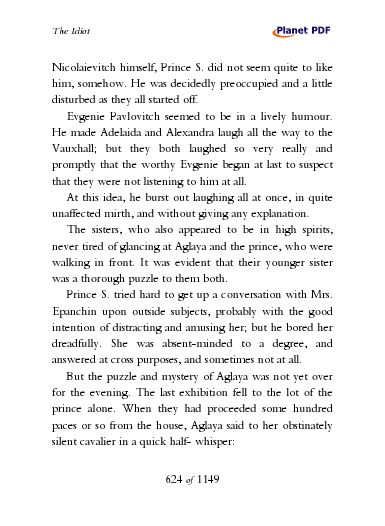 The Idiot
Planet PDF
Nicolaievitch himself, Prince S. did not seem quite to like
him, somehow. He was decidedly preoccupied and a little
disturbed as they all started off.
Evgenie Pavlovitch seemed to be in a lively humour.
He made Adelaida and Alexandra laugh all the way to the
Vauxhall; but they both laughed so very really and
promptly that the worthy Evgenie began at last to suspect
that they were not listening to him at all.
At this idea, he burst out laughing all at once, in quite
unaffected mirth, and without giving any explanation.
The sisters, who also appeared to be in high spirits,
never tired of glancing at Aglaya and the prince, who were
walking in front. It was evident that their younger sister
was a thorough puzzle to them both.
Prince S. tried hard to get up a conversation with Mrs.
Epanchin upon outside subjects, probably with the good
intention of distracting and amusing her; but he bored her
dreadfully. She was absent-minded to a degree, and
answered at cross purposes, and sometimes not at all.
But the puzzle and mystery of Aglaya was not yet over
for the evening. The last exhibition fell to the lot of the
prince alone. When they had proceeded some hundred
paces or so from the house, Aglaya said to her obstinately
silent cavalier in a quick half- whisper:
624 of 1149